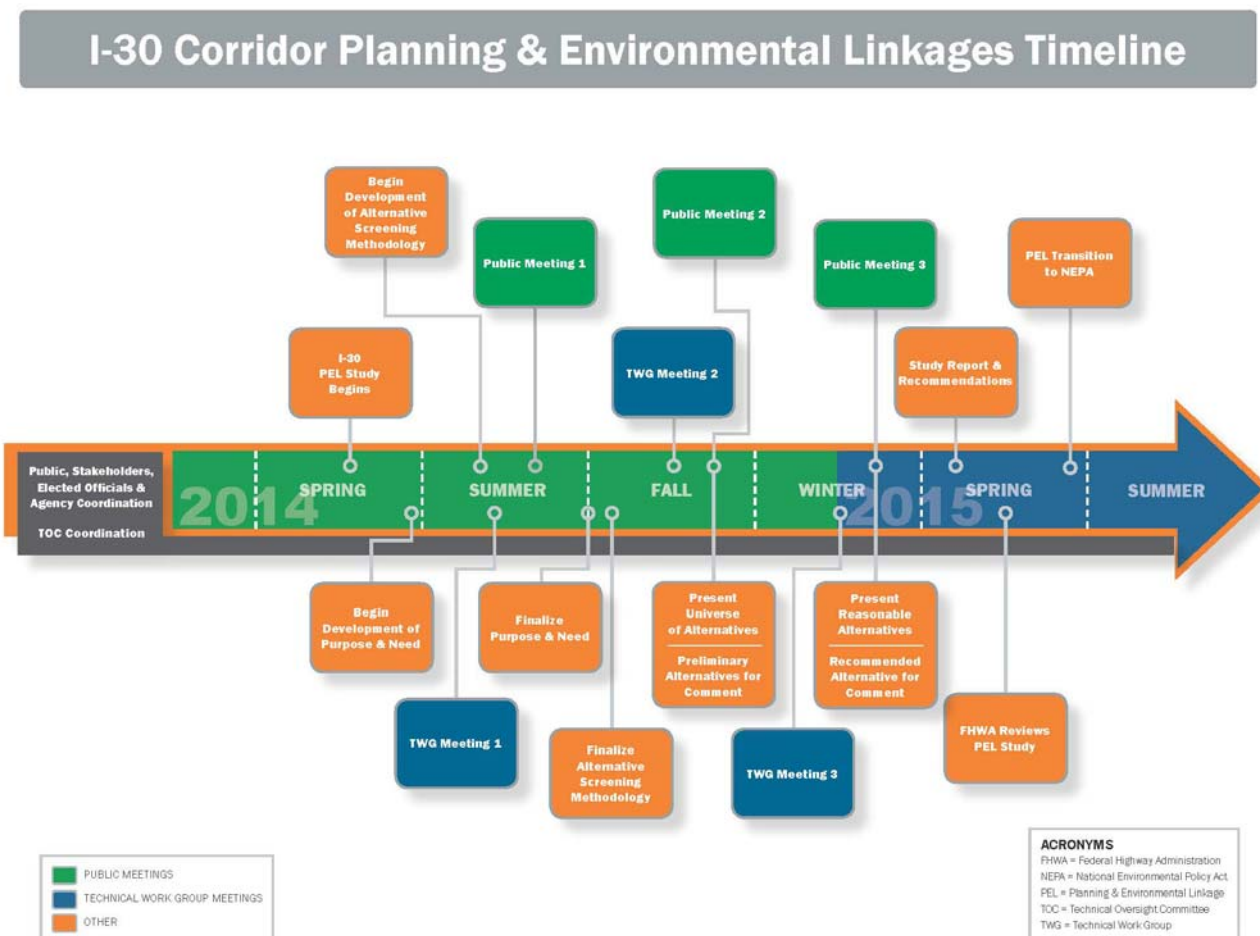 I-30 Corridor Planning & Environmental Linkages Timeline
Begin
Development
of Alternative
Screening
Methodology
Public Meeting 1
Public Meeting 2
Public Meeting 3
PEL Transition
to NEPA
I-30
PEL Study
Begins
TWG Meeting 2
Study Report &
Recommendations
Public, Stakeholders,
Elected Officials &
Agency Coordination
TOC Coordination
2014
SPRING
SUMMER
FALL
WINTER
2015
SPRING
SUMMER
Begin
Development of
Purpose & Need
Finalize
Purpose & Need
Present
Universe
of Alternatives
Preliminary
Alternatives for
Comment
Present
Reasonable
Alternatives
Recommended
Alternative for
Comment
TWG Meeting 1
Finalize
Alternative
Screening
Methodology
TWG Meeting 3
FHWA Reviews
PEL Study
PUBLIC MEETINGS
TECHNICAL WORK GROUP MEETINGS
OTHER
ACRONYMS
FHWA = Federal Highway Administration
NEPA = National Environmental Policy Act
PEL = Planning & Environmental Linkage
TOC = Technical Oversight Committee
TWG = Technical Work Group